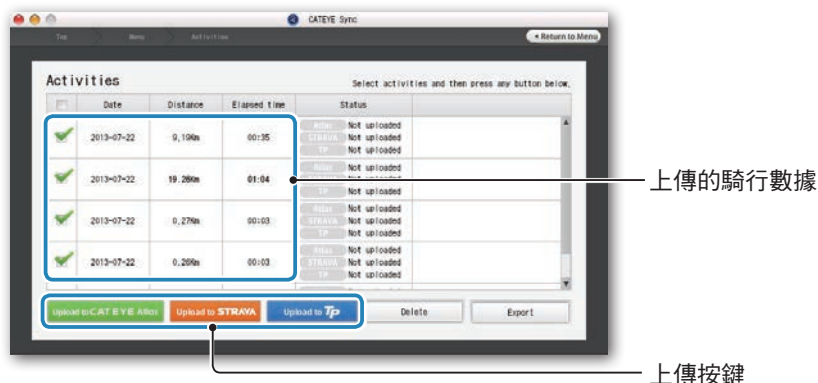 CATEYE Sync
Top Menu Activities
Return to Menu
Activities
Select activities and then press any button below.
Date Distance Elapsed time Status
2013-07-22 9.19Km 00:35
Atlas Not uploaded
STRAVA Not uploaded
TP Not uploaded
2013-07-22 19.26Km 01:04
Atlas Not uploaded
Not uploaded
TP Not uploaded
上傳的騎行數據
2013-07-22 0.27Km 00:03
Atlas Not uploaded
STRAVA Not uploaded
TP Not uploaded
2013-07-22 0.26Km 00:03
Atlas Not uploaded
STRAVA Not uploaded
TP Not uploaded
Upload to CATEYE Atlas Upload to STRAVA Upload to Tp Delete Export
上傳按鍵